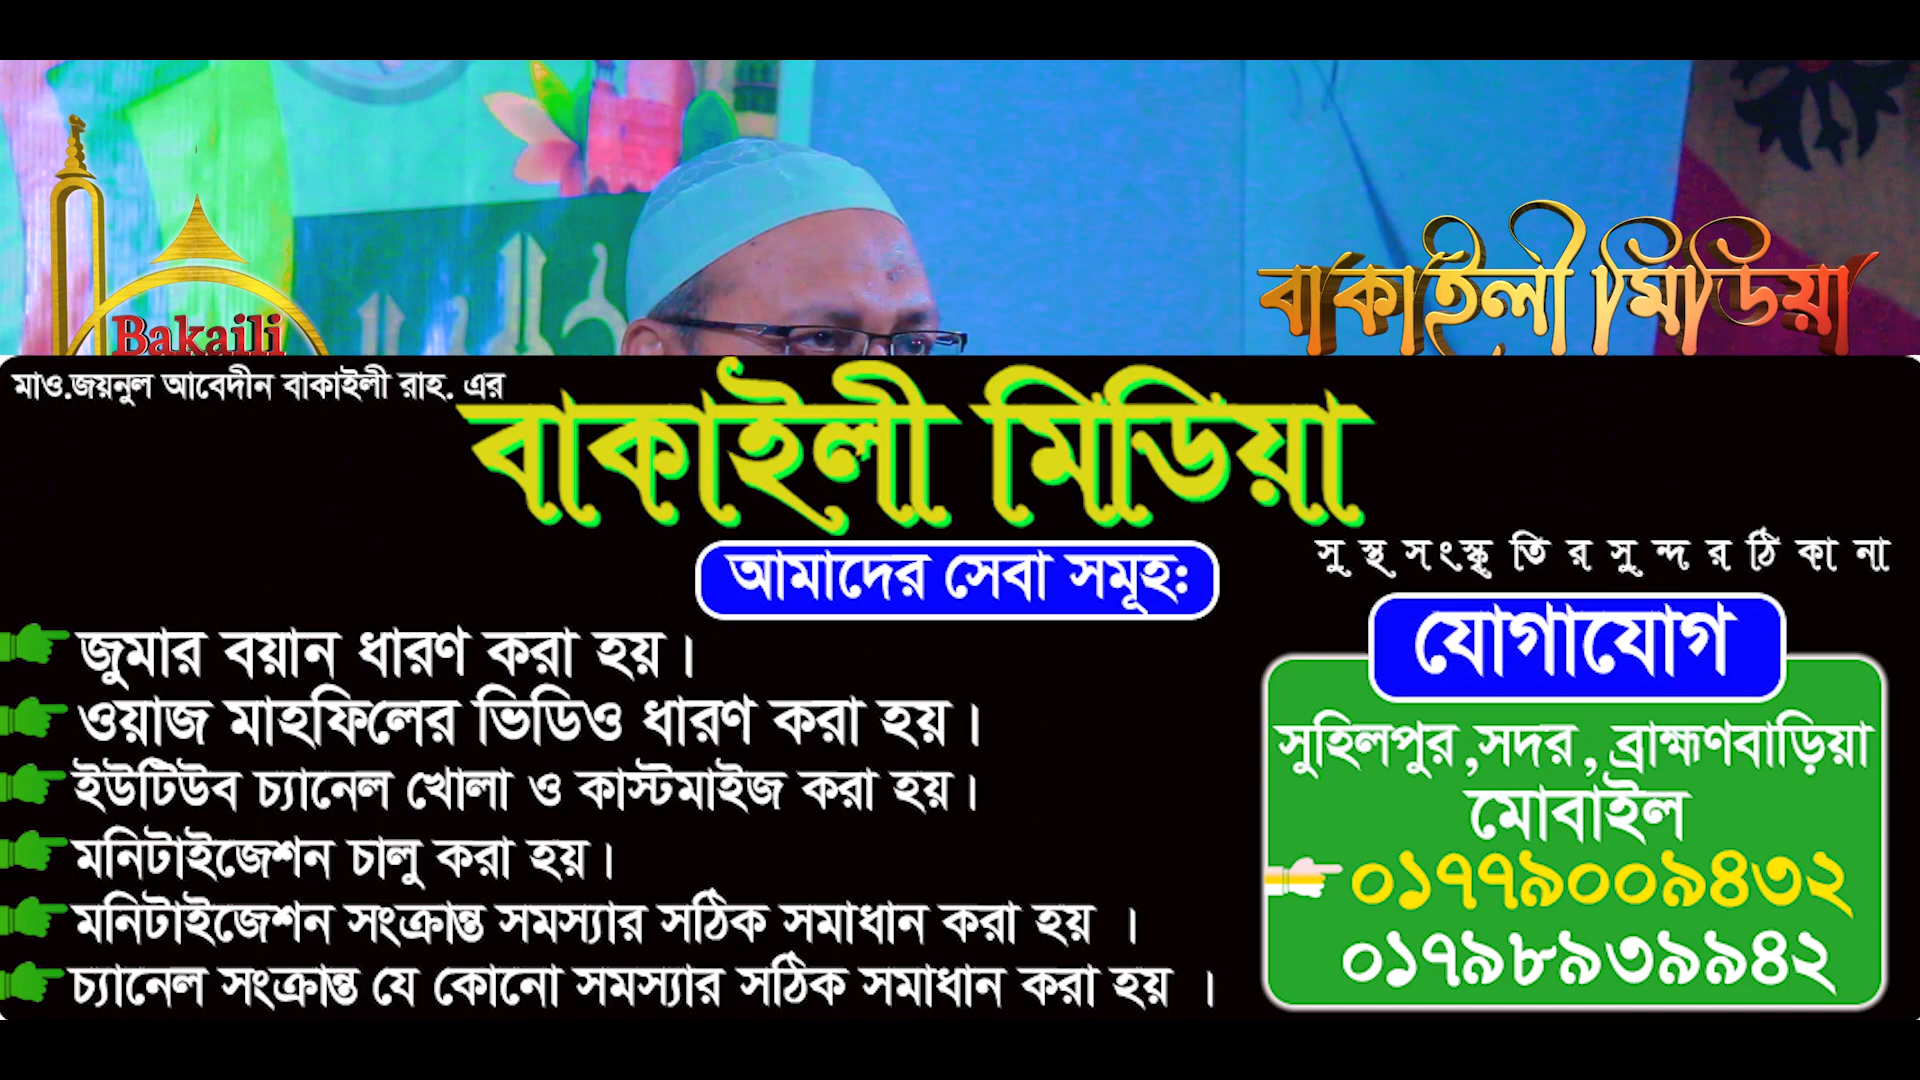 Bakaili
বাকাইলী মিডিয়া
মাও.জয়নুল আবেদীন বাকাইলী রাহ. এর
বাকাইলী মিডিয়া
সুস্থ সংস্কৃতির সুন্দর ঠিকানা
আমাদের সেবা সমূহ:
জুমার বয়ান ধারণ করা হয়।
ওয়াজ মাহফিলের ভিডিও ধারণ করা হয়।
ইউটিউব চ্যানেল খোলা ও কাস্টমাইজ করা হয়।
মনিটাইজেশন চালু করা হয়।
মনিটাইজেশন সংক্রান্ত সমস্যার সঠিক সমাধান করা হয় ।
চ্যানেল সংক্রান্ত যে কোনো সমস্যার সঠিক সমাধান করা হয় ।
যোগাযোগ
সুহিলপুর,সদর, ব্রাহ্মণবাড়িয়া
মোবাইল
০১৭৭৯০০৯৪৩২
০১৭৯৮৯৩৯৯৪২